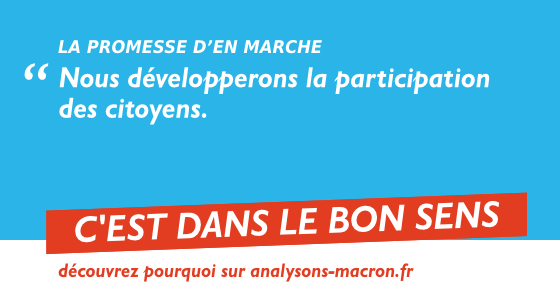 LA PROMESSE D’EN MARCHE
“ Nous développerons la participation
des citoyens.
C'EST DANS LE BON SENS
découvrez pourquoi sur analysons-macron.fr